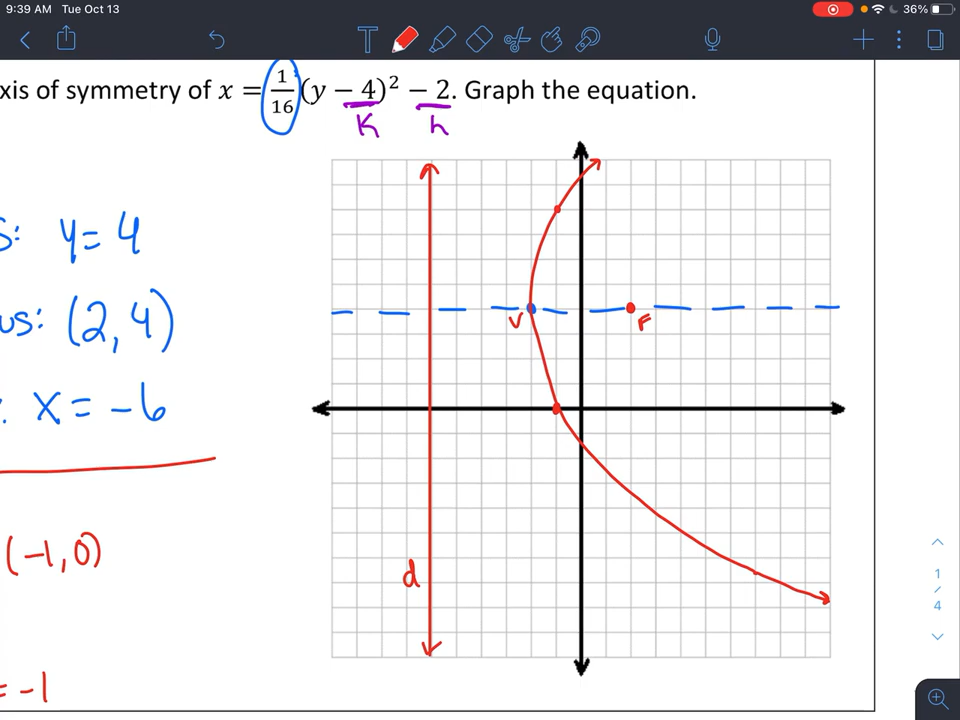 9:39 AM Tue Oct 13
36%
T
xis of symmetry of x = 1/16 (y − 4)² − 2. Graph the equation.
K h
S: y = 4
us: (2, 4)
: x = -6
(-1, 0)
= -1
V
F
d
1
/
4